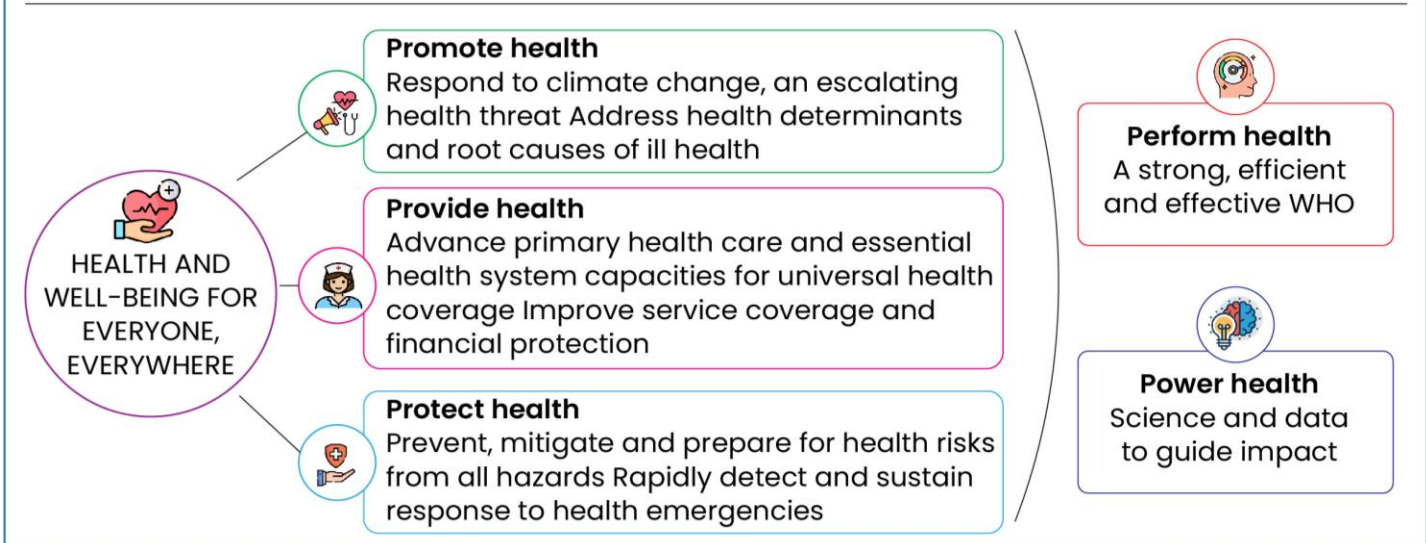 HEALTH AND
WELL-BEING FOR
EVERYONE,
EVERYWHERE
Promote health
Respond to climate change, an escalating
health threat Address health determinants
and root causes of ill health
Provide health
Advance primary health care and essential
health system capacities for universal health
coverage Improve service coverage and
financial protection
Protect health
Prevent, mitigate and prepare for health risks
from all hazards Rapidly detect and sustain
response to health emergencies
Perform health
A strong, efficient
and effective WHO
Power health
Science and data
to guide impact